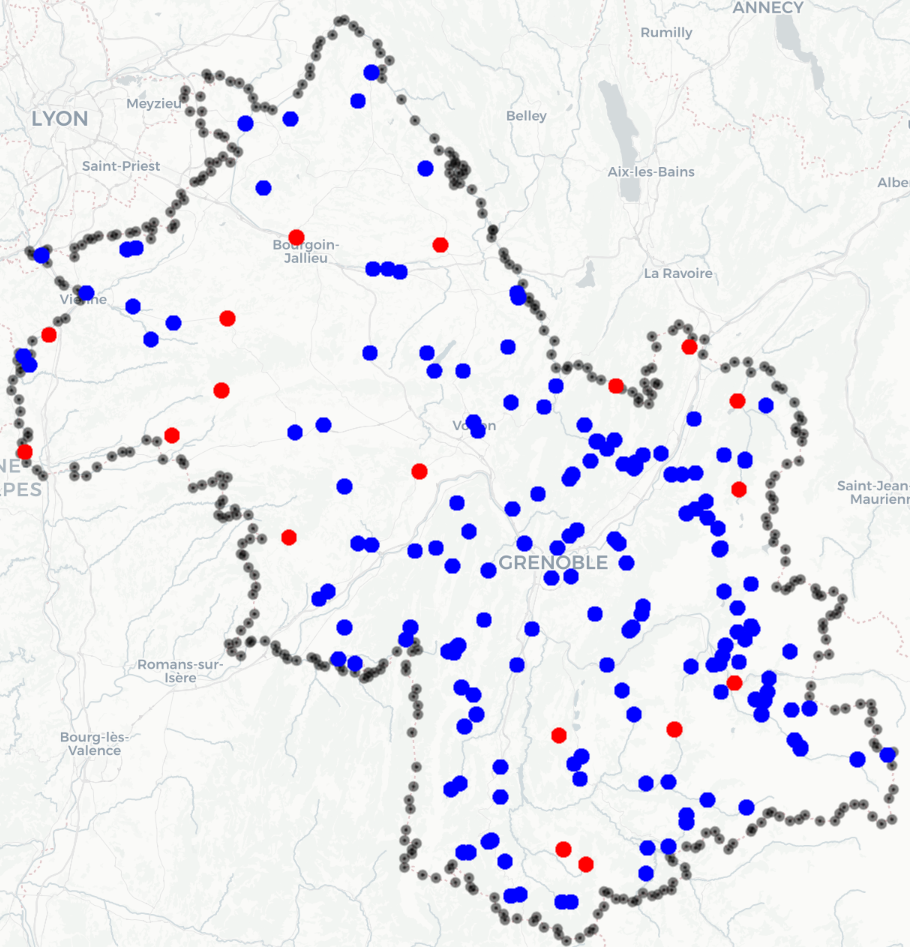 ANNECY
Rumilly
Meyzieu
LYON
Belley
Saint-Priest
Aix-les-Bains
Albe
Bourgoin-
Jallieu
La Ravoire
Vienne
Voiron
NE
LPES
Saint-Jean-
Maurienn
GRENOBLE
Romans-sur-
Isère
Bourg-lès-
Valence